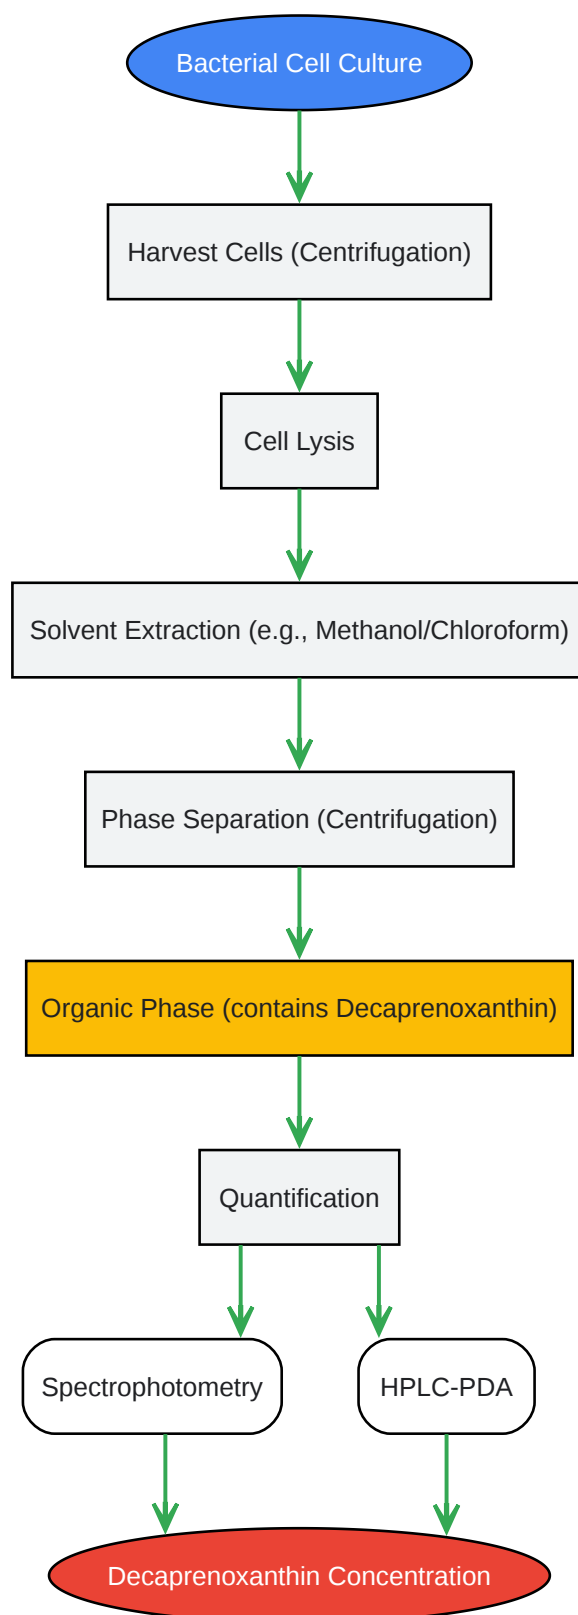 Bacterial Cell Culture
Harvest Cells (Centrifugation)
Cell Lysis
Solvent Extraction (e.g., Methanol/Chloroform)
Phase Separation (Centrifugation)
Organic Phase (contains Decaprenoxanthin)
Quantification
Spectrophotometry
HPLC-PDA
Decaprenoxanthin Concentration